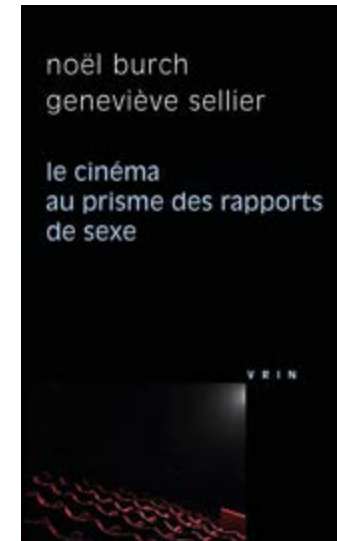 noël burch
geneviève sellier
le cinéma
au prisme des rapports
de sexe
VRIN